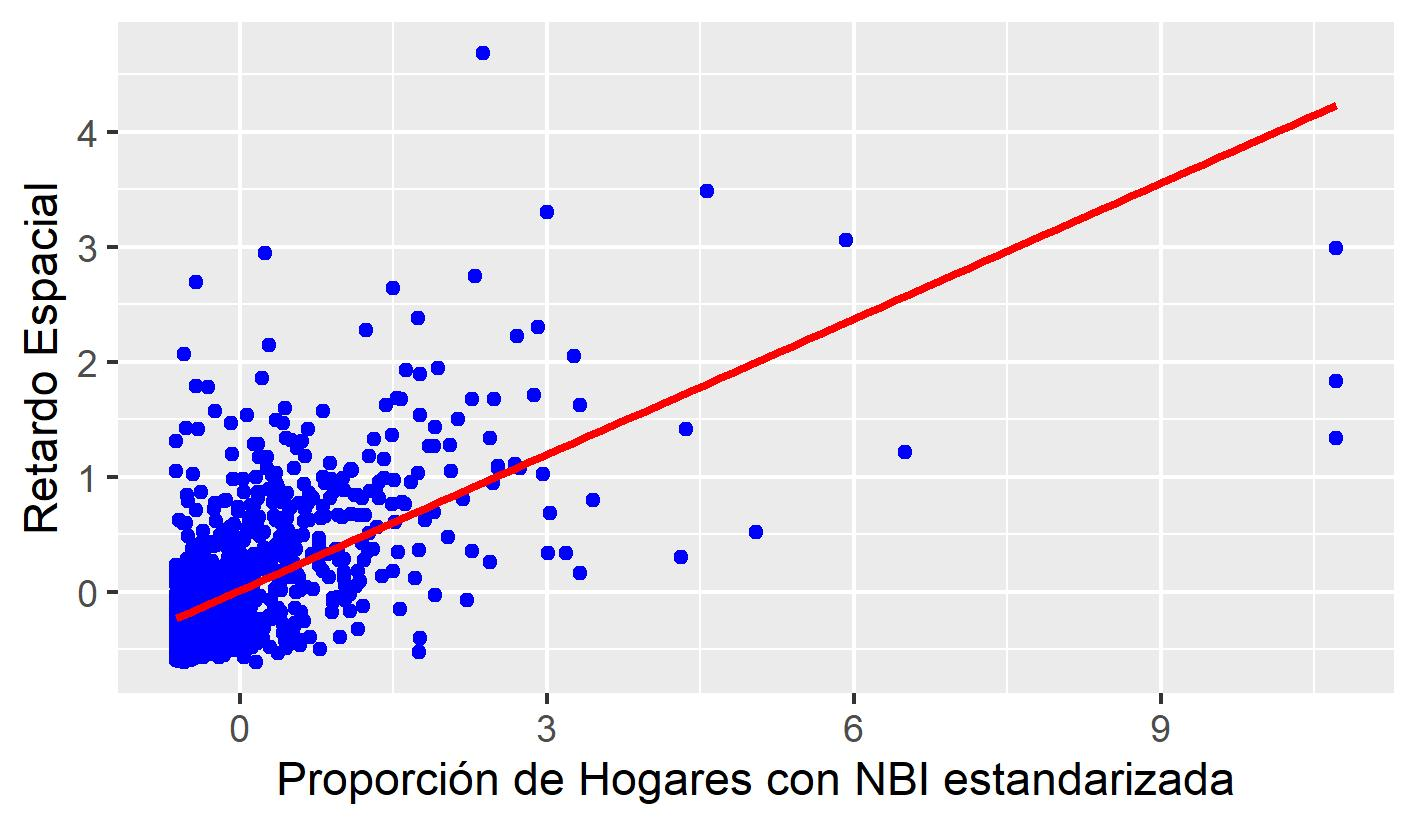 Retardo Espacial
4
3
2
1
0
0 3 6 9
Proporción de Hogares con NBI estandarizada